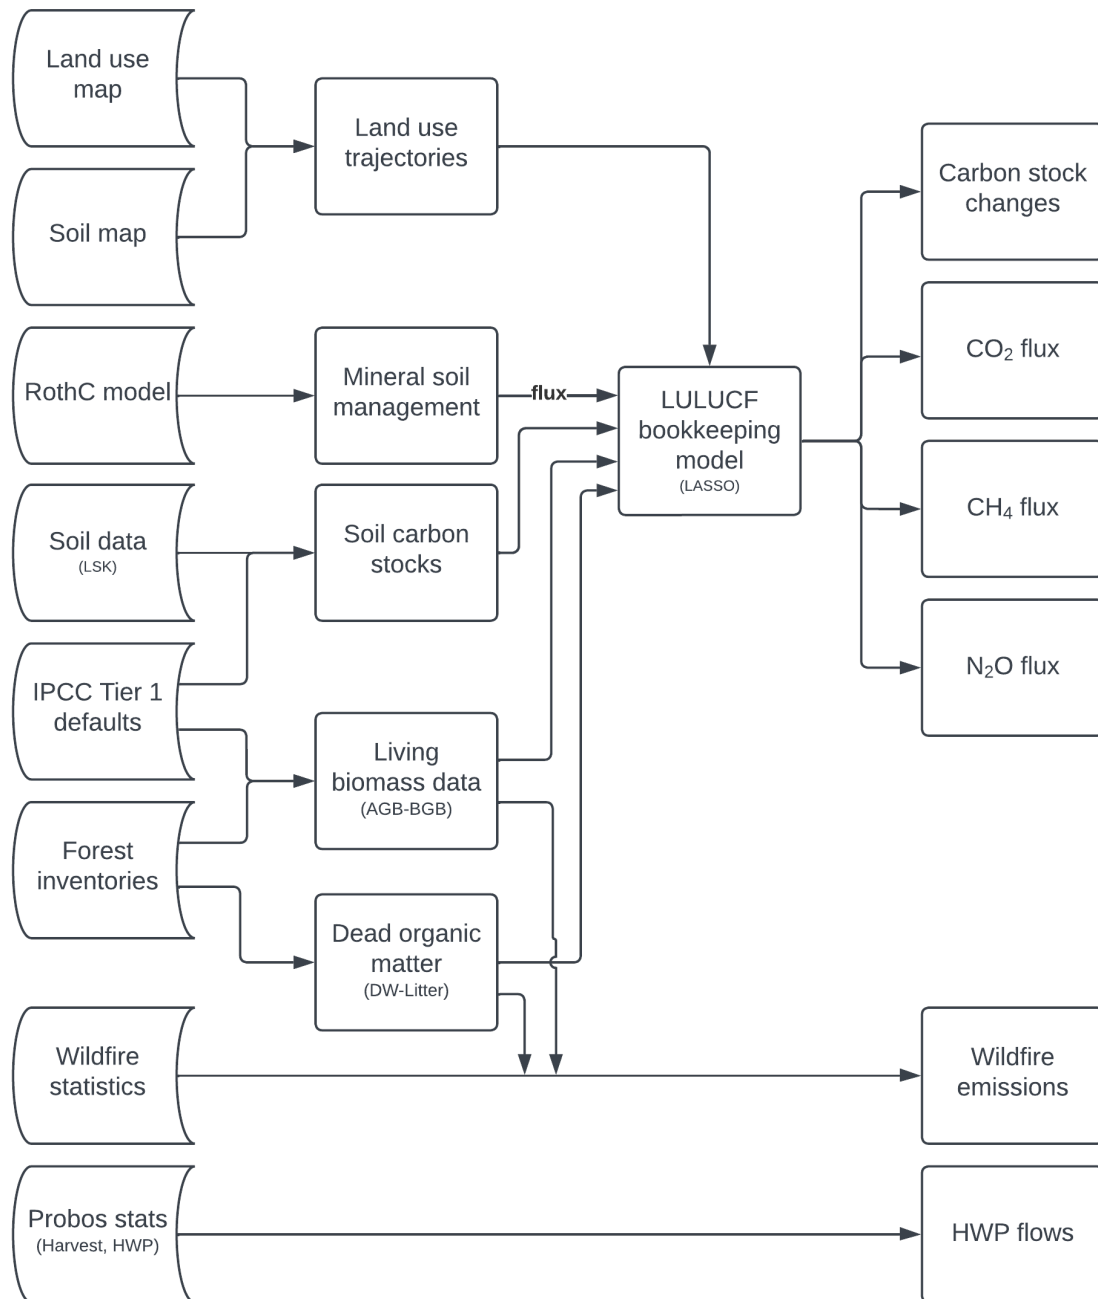 Land use
map
Soil map
Land use
trajectories
Carbon stock
changes
RothC model
Mineral soil
management
flux
LULUCF
bookkeeping
model
(LASSO)
CO₂ flux
Soil data
(LSK)
Soil carbon
stocks
CH₄ flux
IPCC Tier 1
defaults
N₂O flux
Living
biomass data
(AGB-BGB)
Forest
inventories
Dead organic
matter
(DW-Litter)
Wildfire
statistics
Wildfire
emissions
Probos stats
(Harvest, HWP)
HWP flows